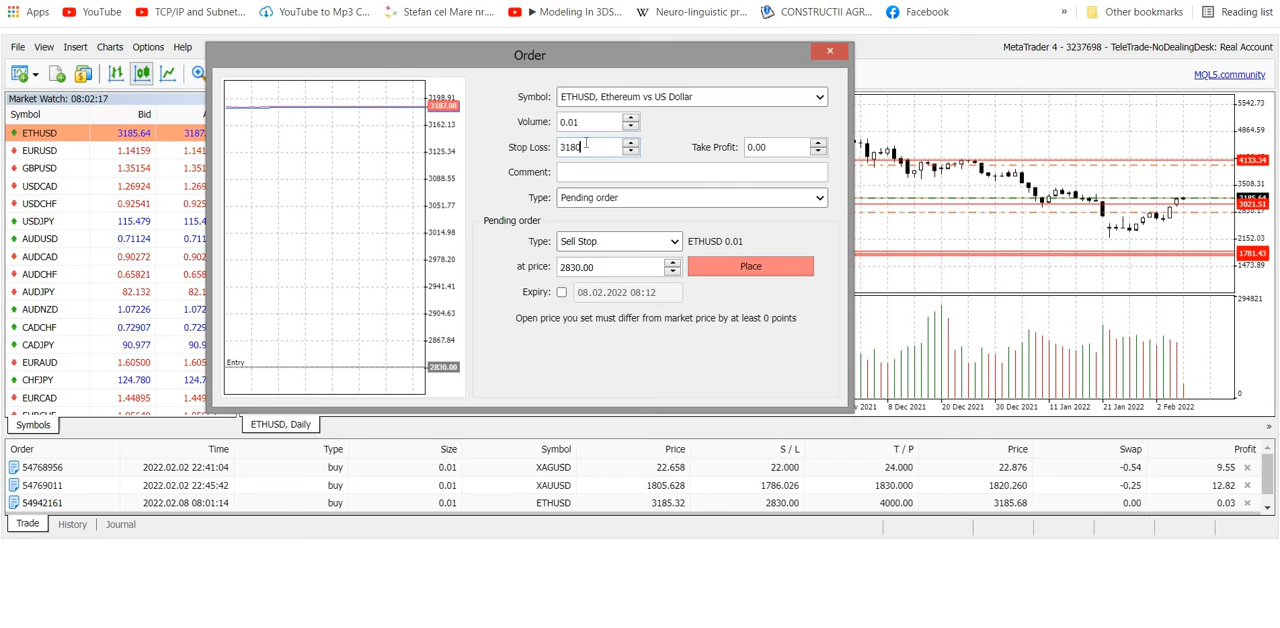 Apps YouTube TCP/IP and Subnet... YouTube to Mp3 C... Stefan cel Mare nr.... ▶ Modeling In 3DS... W Neuro-linguistic pr... CONSTRUCTII AGR... Facebook » Other bookmarks Reading list
File View Insert Charts Options Help
Order
MetaTrader 4 - 3237698 - TeleTrade-NoDealingDesk: Real Account
MQL5.community
Market Watch: 08:02:17
Symbol Bid
ETHUSD 3185.64 3187.
EURUSD 1.14159
GBPUSD 1.35154
USDCAD 1.26924
USDCHF 0.92541
USDJPY 115.479
AUDUSD 0.71124
AUDCAD 0.90272
AUDCHF 0.65821
AUDJPY 82.132
AUDNZD 1.07226
CADCHF 0.72907
CADJPY 90.977
EURAUD 1.60500
CHFJPY 124.780
EURCAD 1.44895
Symbols
ETHUSD, Daily
3198.91
3187.08
3162.13
3125.34
3088.55
3051.77
3014.98
2978.20
2941.41
2904.63
2867.84
Entry
2830.00
Symbol: ETHUSD, Ethereum vs US Dollar
Volume: 0.01
Stop Loss: 3180 Take Profit: 0.00
Comment:
Type: Pending order
Pending order
Type: Sell Stop ETHUSD 0.01
at price: 2830.00 Place
Expiry: 08.02.2022 08:12
Open price you set must differ from market price by at least 0 points
5542.73
4864.59
4133.34
3508.31
3185.64
3021.51
2152.03
1781.43
1473.89
294821
0
2021 8 Dec 2021 20 Dec 2021 30 Dec 2021 11 Jan 2022 21 Jan 2022 2 Feb 2022
»
Order Time Type Size Symbol Price S / L T / P Price Swap Profit
54768956 2022.02.02 22:41:04 buy 0.01 XAGUSD 22.658 22.000 24.000 22.876 -0.54 9.55
54769011 2022.02.02 22:45:42 buy 0.01 XAUUSD 1805.628 1786.026 1830.000 1820.260 -0.25 12.82
54942161 2022.02.08 08:01:14 buy 0.01 ETHUSD 3185.32 2830.00 4000.00 3185.68 0.00 0.03
Trade History Journal